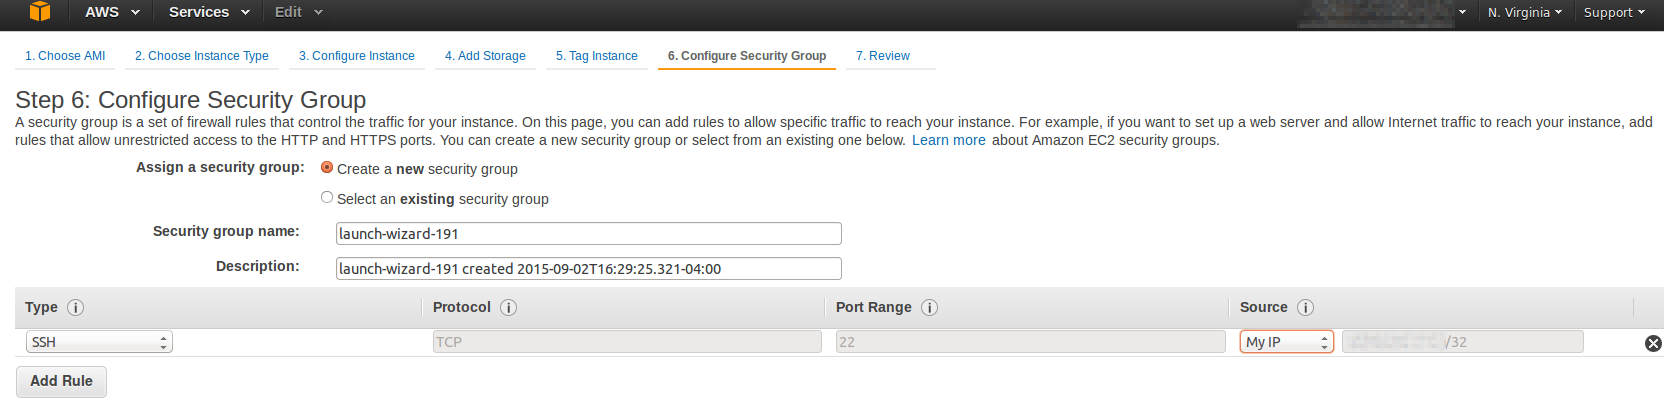 AWS Services Edit N. Virginia Support
1. Choose AMI 2. Choose Instance Type 3. Configure Instance 4. Add Storage 5. Tag Instance 6. Configure Security Group 7. Review
Step 6: Configure Security Group
A security group is a set of firewall rules that control the traffic for your instance. On this page, you can add rules to allow specific traffic to reach your instance. For example, if you want to set up a web server and allow Internet traffic to reach your instance, add
rules that allow unrestricted access to the HTTP and HTTPS ports. You can create a new security group or select from an existing one below. Learn more about Amazon EC2 security groups.
Assign a security group: Create a new security group
Select an existing security group
Security group name: launch-wizard-191
Description: launch-wizard-191 created 2015-09-02T16:29:25.321-04:00
Type i Protocol i Port Range i Source i
SSH TCP 22 My IP /32
Add Rule